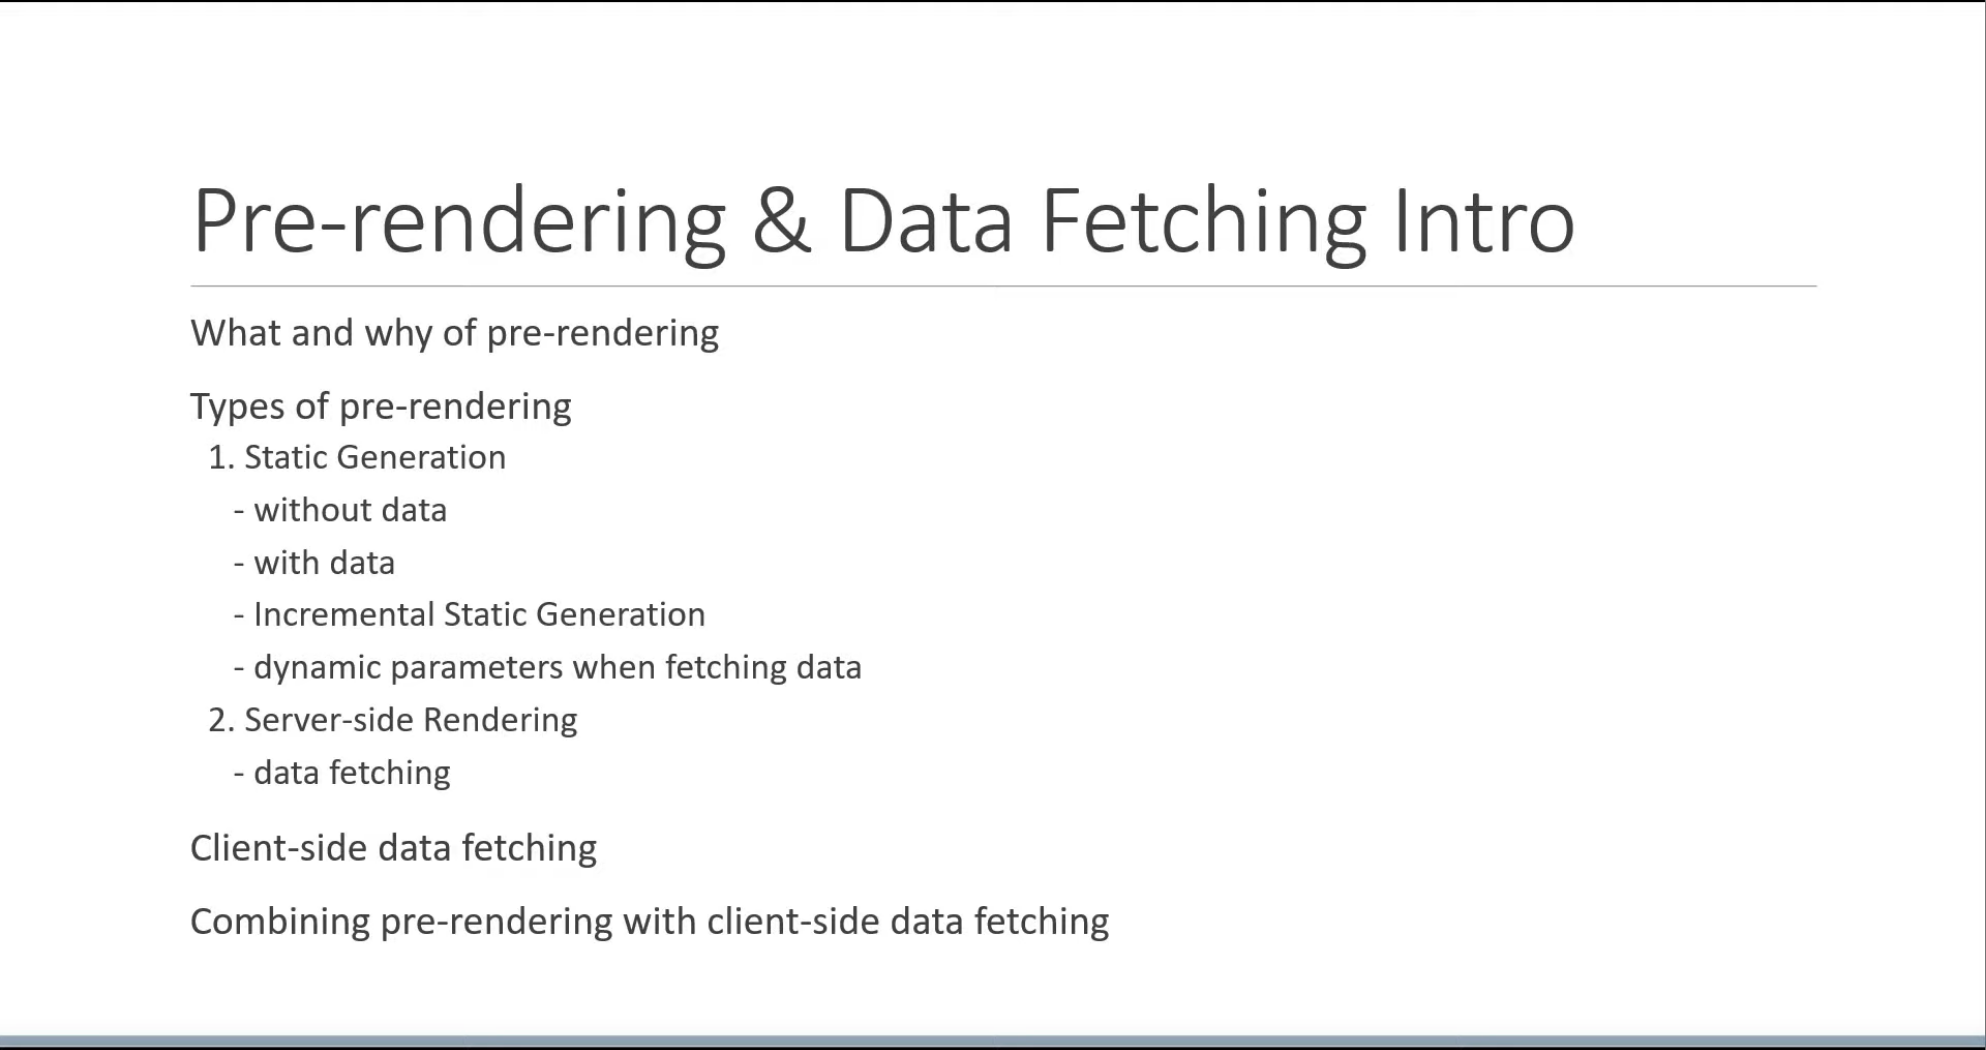 Pre-rendering & Data Fetching Intro
What and why of pre-rendering
Types of pre-rendering
1. Static Generation
- without data
- with data
- Incremental Static Generation
- dynamic parameters when fetching data
2. Server-side Rendering
- data fetching
Client-side data fetching
Combining pre-rendering with client-side data fetching